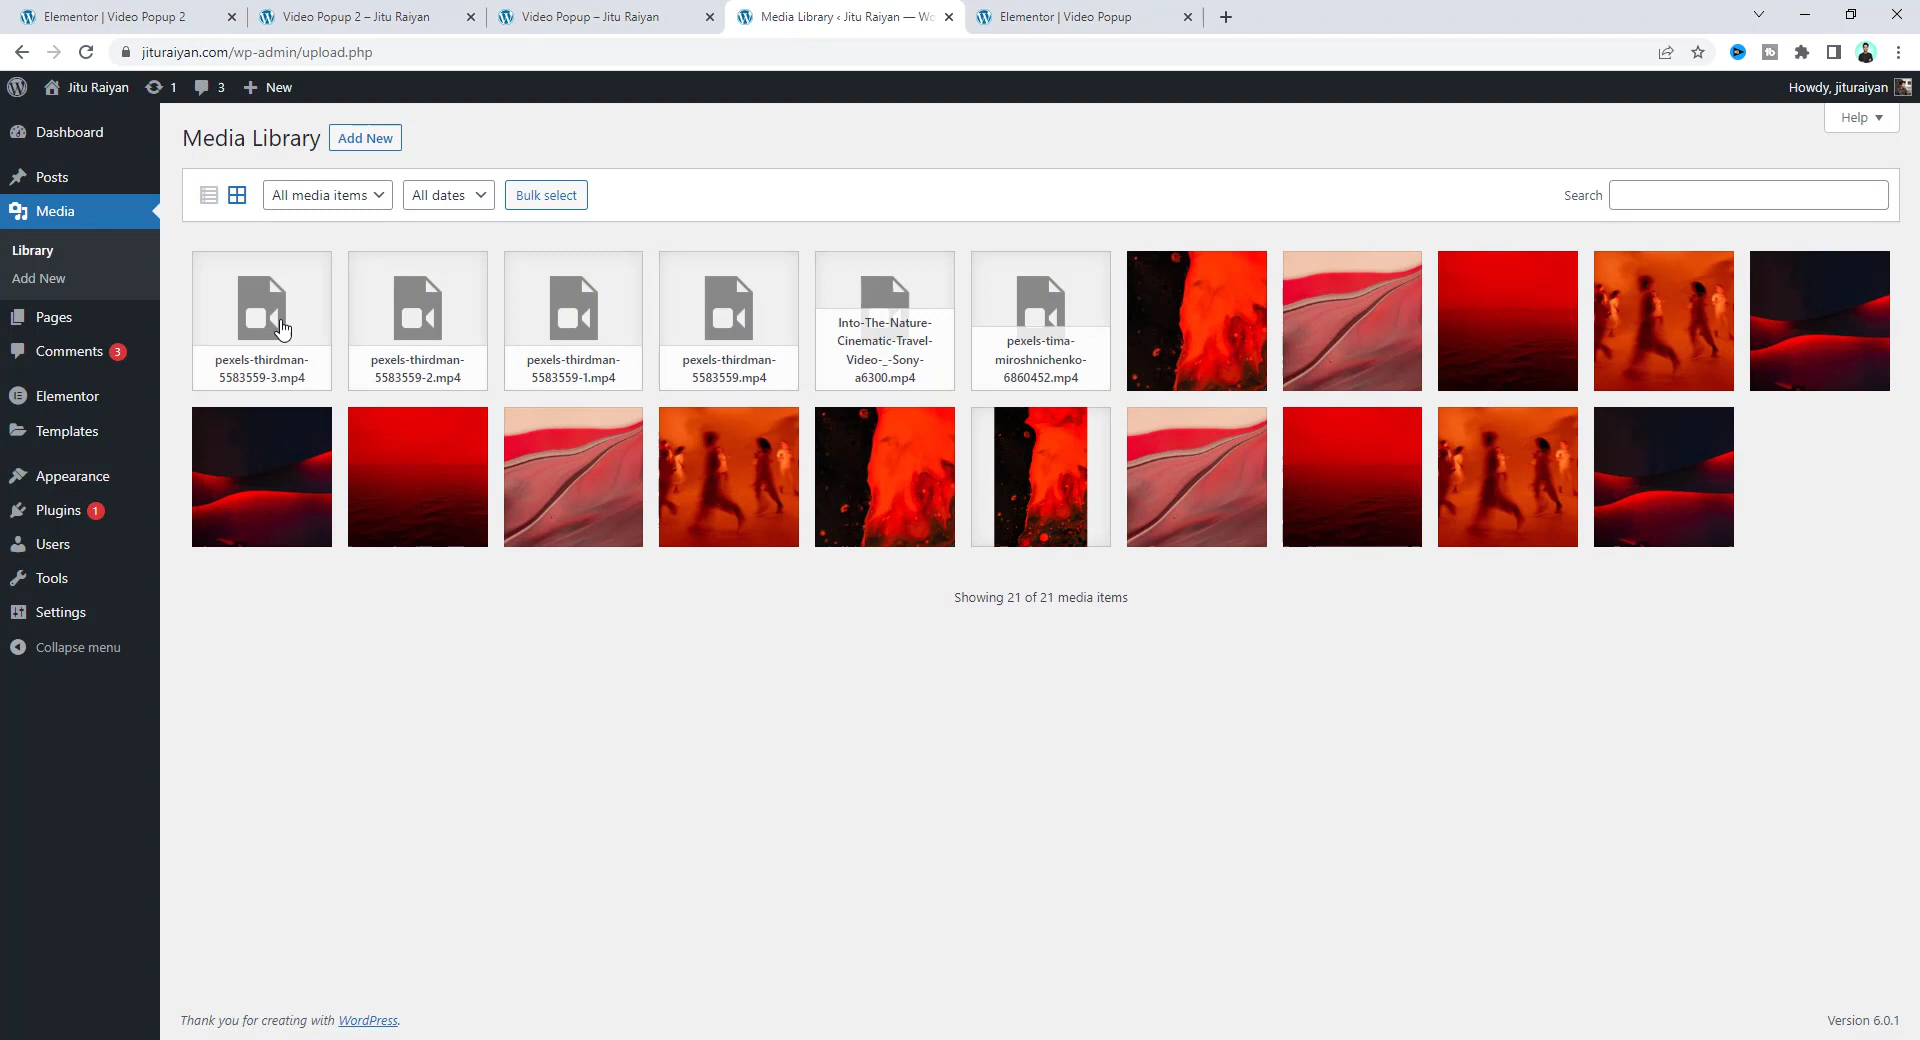 Elementor | Video Popup 2
Video Popup 2 – Jitu Raiyan
Video Popup – Jitu Raiyan
Media Library ‹ Jitu Raiyan — Wo
Elementor | Video Popup
jituraiyan.com/wp-admin/upload.php
Jitu Raiyan
1
3
New
Howdy, jituraiyan
Dashboard
Posts
Media
Library
Add New
Pages
Comments 3
Elementor
Templates
Appearance
Plugins 1
Users
Tools
Settings
Collapse menu
Media Library
Add New
Help
All media items
All dates
Bulk select
Search
pexels-thirdman-
5583559-3.mp4
pexels-thirdman-
5583559-2.mp4
pexels-thirdman-
5583559-1.mp4
pexels-thirdman-
5583559.mp4
Into-The-Nature-
Cinematic-Travel-
Video-_-Sony-
a6300.mp4
pexels-tima-
miroshnichenko-
6860452.mp4
Showing 21 of 21 media items
Thank you for creating with WordPress.
Version 6.0.1